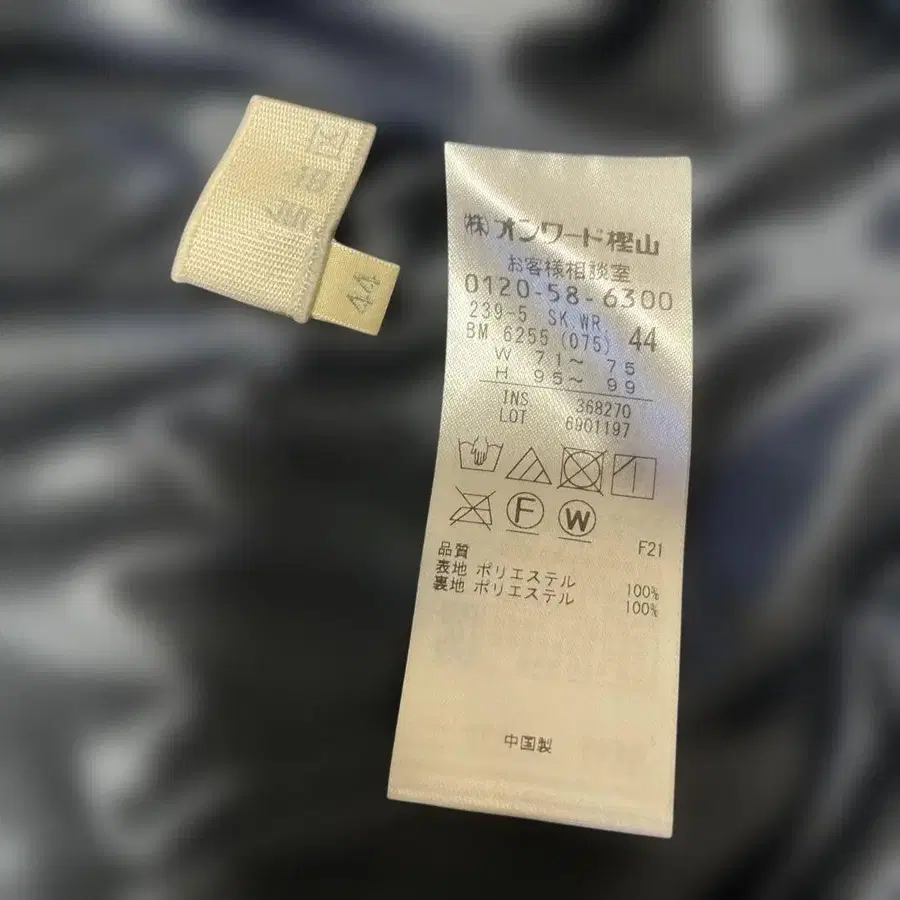 ㈱オンワード樫山
お客様相談室
0120-58-6300
239-5 SK.WR.
BM 6255 (075) 44
W 71〜 75
H 95〜 99
INS 368270
LOT 6901197
F W
品質 F21
表地 ポリエステル 100%
裏地 ポリエステル 100%
中国製
44